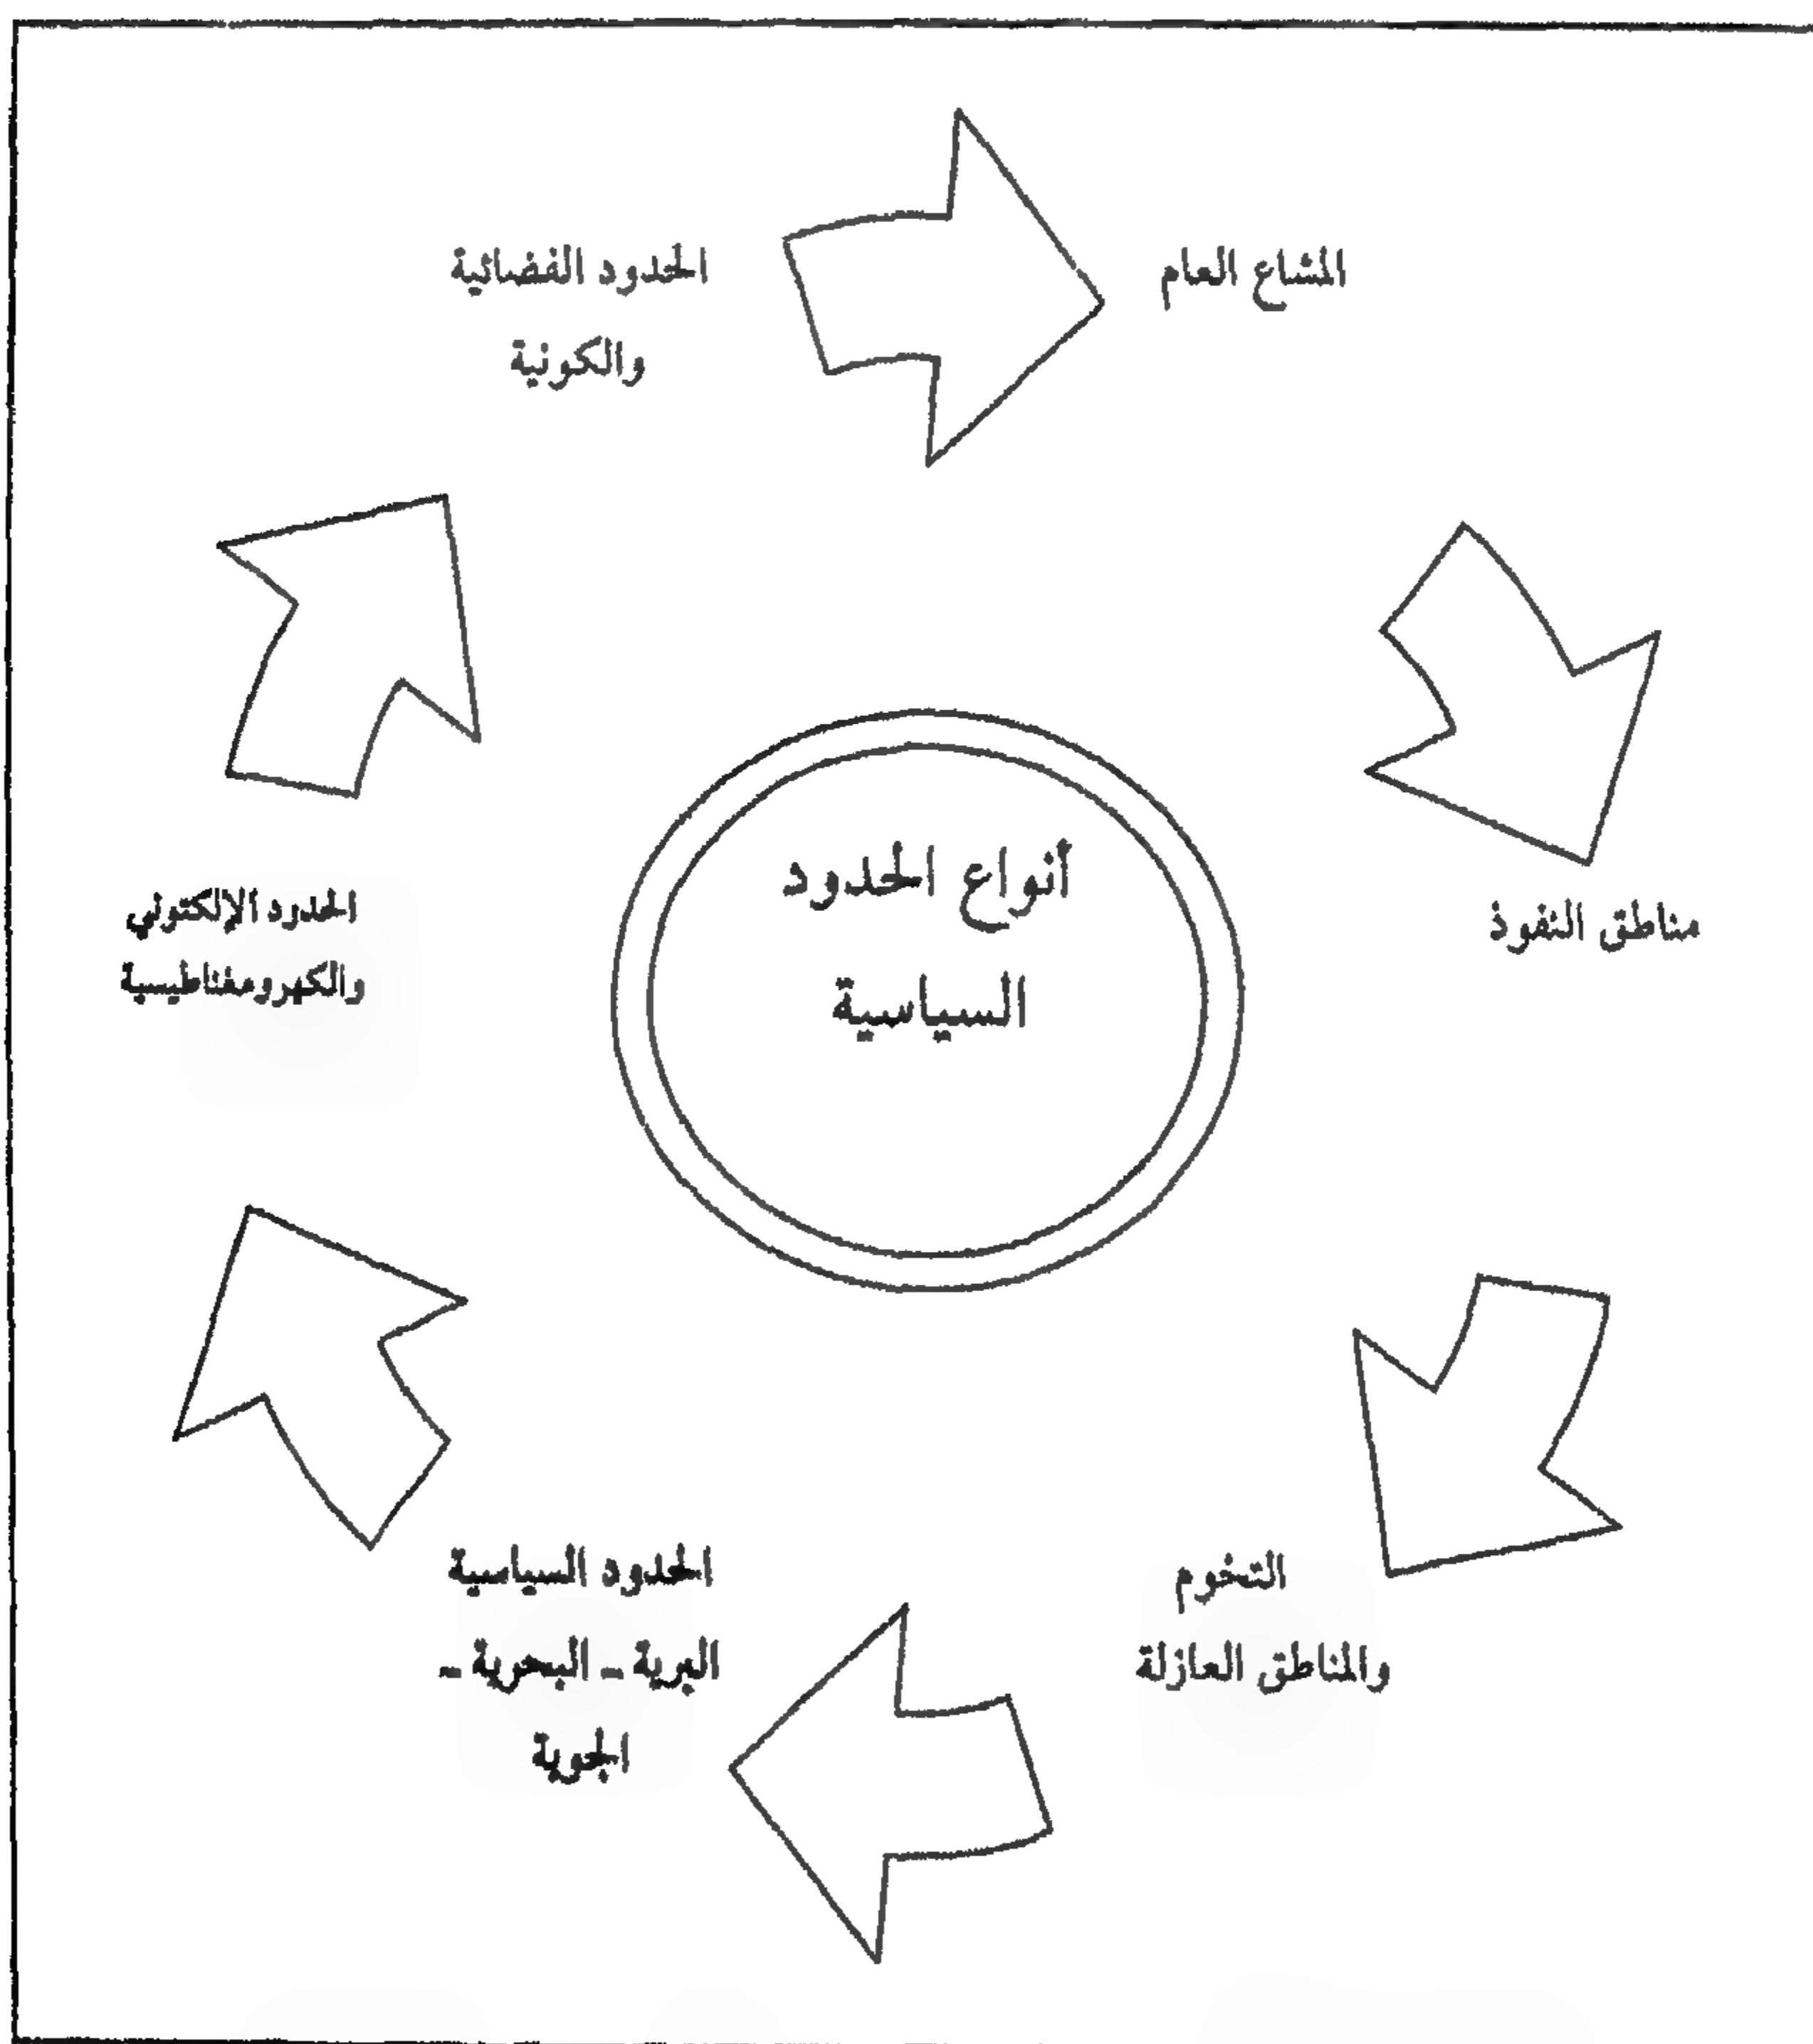 أنواع الحدود
السياسية
المشاع العام
مناطق النفوذ
التخوم
والمناطق العازلة
الحدود السياسية
البرية - البحرية -
الجوية
الحدود الإلكتروني
والكهرومغناطيسية
الحدود الفضائية
والكونية